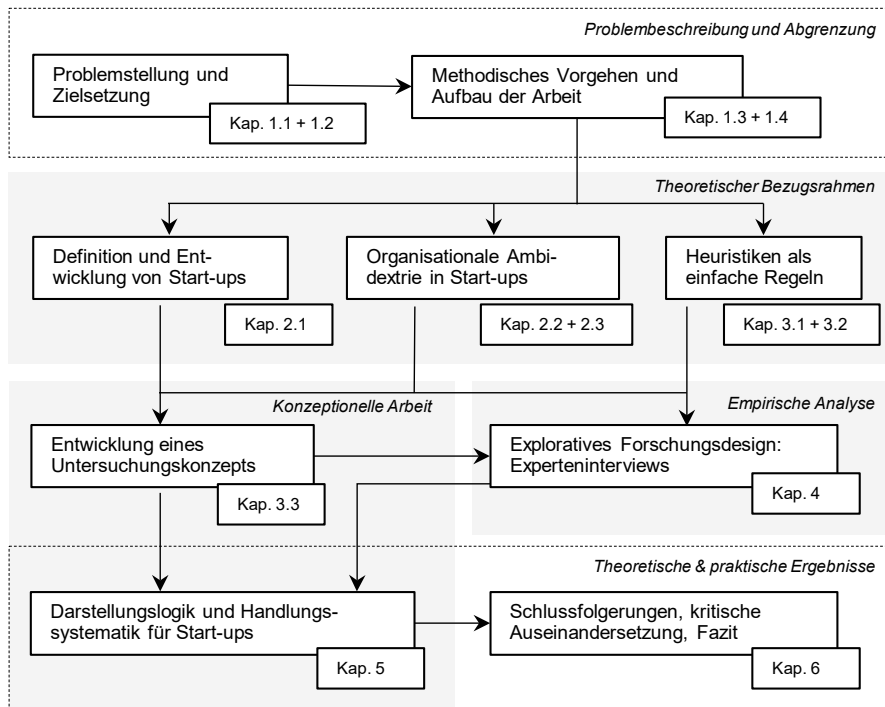 Problembeschreibung und Abgrenzung
Problemstellung und
Zielsetzung
Kap. 1.1 + 1.2
Methodisches Vorgehen und
Aufbau der Arbeit
Kap. 1.3 + 1.4
Theoretischer Bezugsrahmen
Definition und Ent-
wicklung von Start-ups
Kap. 2.1
Organisationale Ambi-
dextrie in Start-ups
Kap. 2.2 + 2.3
Heuristiken als
einfache Regeln
Kap. 3.1 + 3.2
Konzeptionelle Arbeit
Entwicklung eines
Untersuchungskonzepts
Kap. 3.3
Empirische Analyse
Exploratives Forschungsdesign:
Experteninterviews
Kap. 4
Theoretische & praktische Ergebnisse
Darstellungslogik und Handlungs-
systematik für Start-ups
Kap. 5
Schlussfolgerungen, kritische
Auseinandersetzung, Fazit
Kap. 6